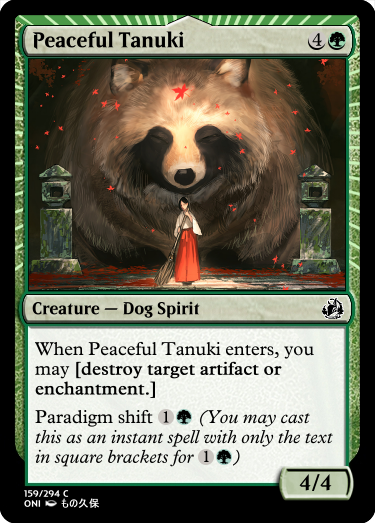 Peaceful Tanuki 4
Creature — Dog Spirit
When Peaceful Tanuki enters, you
may [destroy target artifact or
enchantment.]
Paradigm shift 1 (You may cast
this as an instant spell with only the text
in square brackets for 1 )
4/4
159/294 C
ONI もの久保